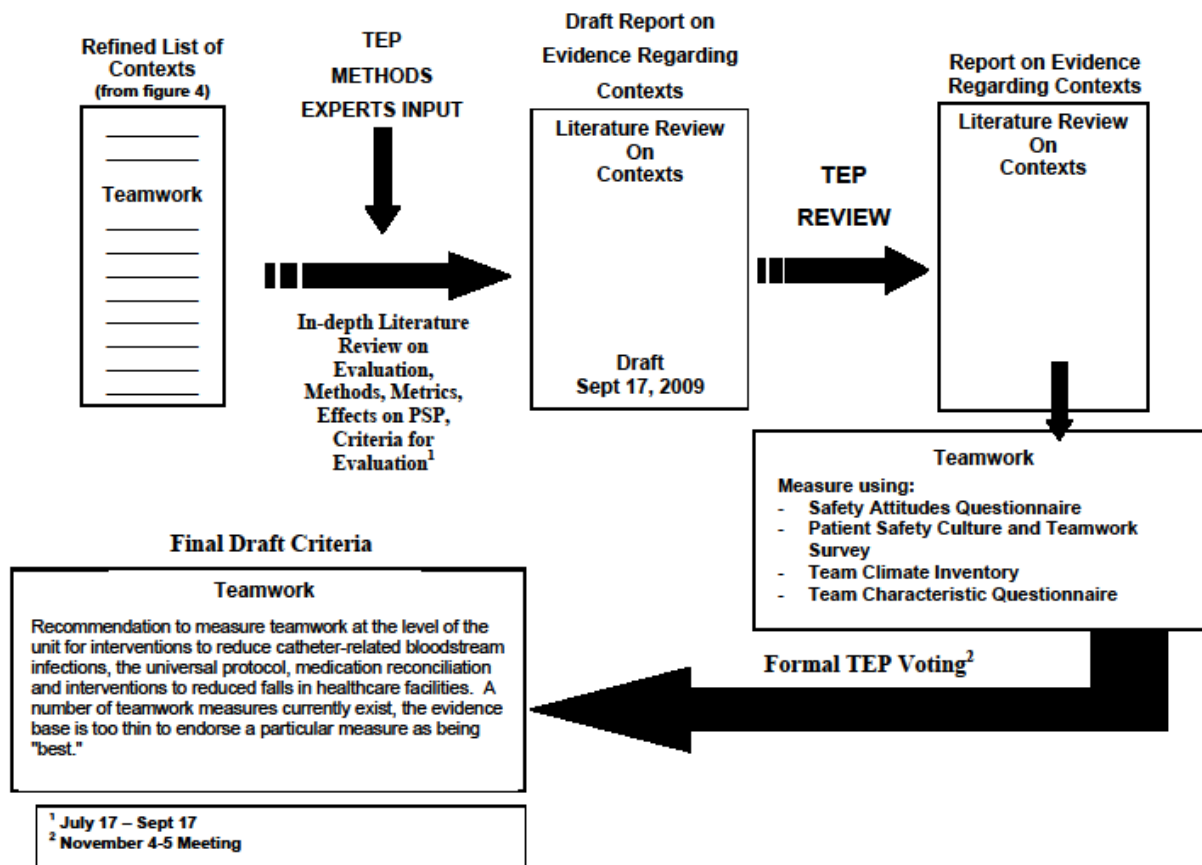 Refined List of
Contexts
(from figure 4)
Teamwork
TEP
METHODS
EXPERTS INPUT
In-depth Literature
Review on
Evaluation,
Methods, Metrics,
Effects on PSP,
Criteria for
Evaluation1
Draft Report on
Evidence Regarding
Contexts
Literature Review
On
Contexts
Draft
Sept 17, 2009
TEP
REVIEW
Report on Evidence
Regarding Contexts
Literature Review
On
Contexts
Teamwork
Measure using:
- Safety Attitudes Questionnaire
- Patient Safety Culture and Teamwork
Survey
- Team Climate Inventory
- Team Characteristic Questionnaire
Formal TEP Voting2
Final Draft Criteria
Teamwork
Recommendation to measure teamwork at the level of the
unit for interventions to reduce catheter-related bloodstream
infections, the universal protocol, medication reconciliation
and interventions to reduced falls in healthcare facilities. A
number of teamwork measures currently exist, the evidence
base is too thin to endorse a particular measure as being
"best."
1 July 17 – Sept 17
2 November 4-5 Meeting